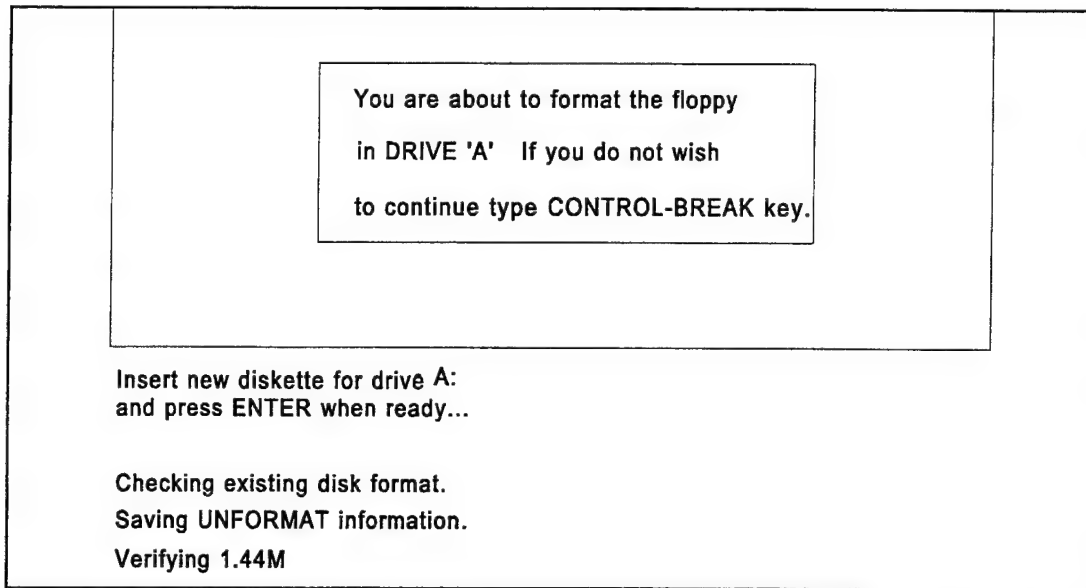 You are about to format the floppy
in DRIVE 'A' If you do not wish
to continue type CONTROL-BREAK key.
Insert new diskette for drive A:
and press ENTER when ready...
Checking existing disk format.
Saving UNFORMAT information.
Verifying 1.44M